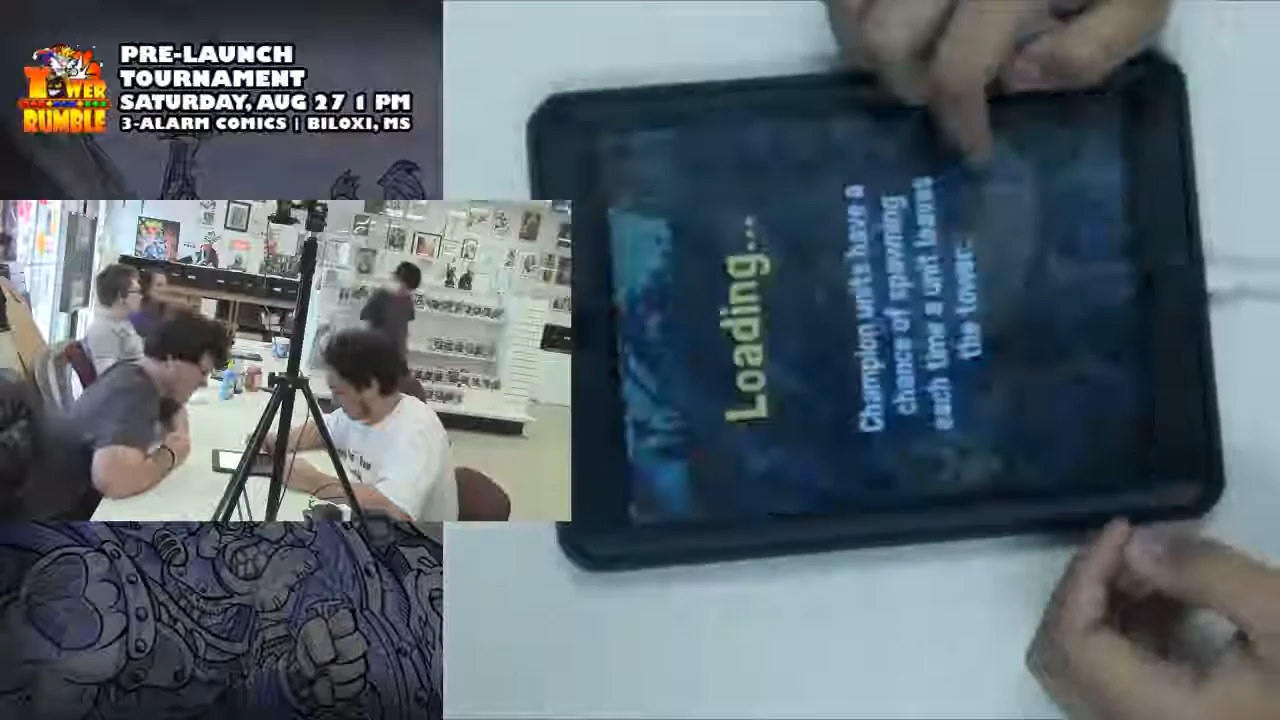 TOWER
RUMBLE
PRE-LAUNCH
TOURNAMENT
SATURDAY, AUG 27 1 PM
3-ALARM COMICS | BILOXI, MS
Loading...
Champion units have a
chance of spawning
each time a unit leaves
the tower.